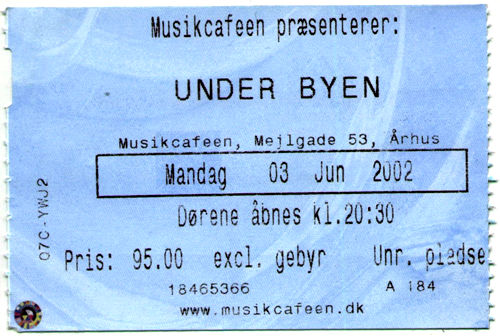 Musikcafeen præsenterer:
UNDER BYEN
Musikcafeen, Mejlgade 53, Århus
Mandag 03 Jun 2002
Dørene åbnes kl.20:30
Pris: 95.00 excl. gebyr Unr. pladse
18465366 A 184
www.musikcafeen.dk
07C-YWJ2